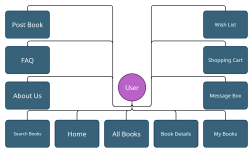 Post Book
Wish List
FAQ
Shopping Cart
User
About Us
Message Box
Search Books
Home
All Books
Book Details
My Books